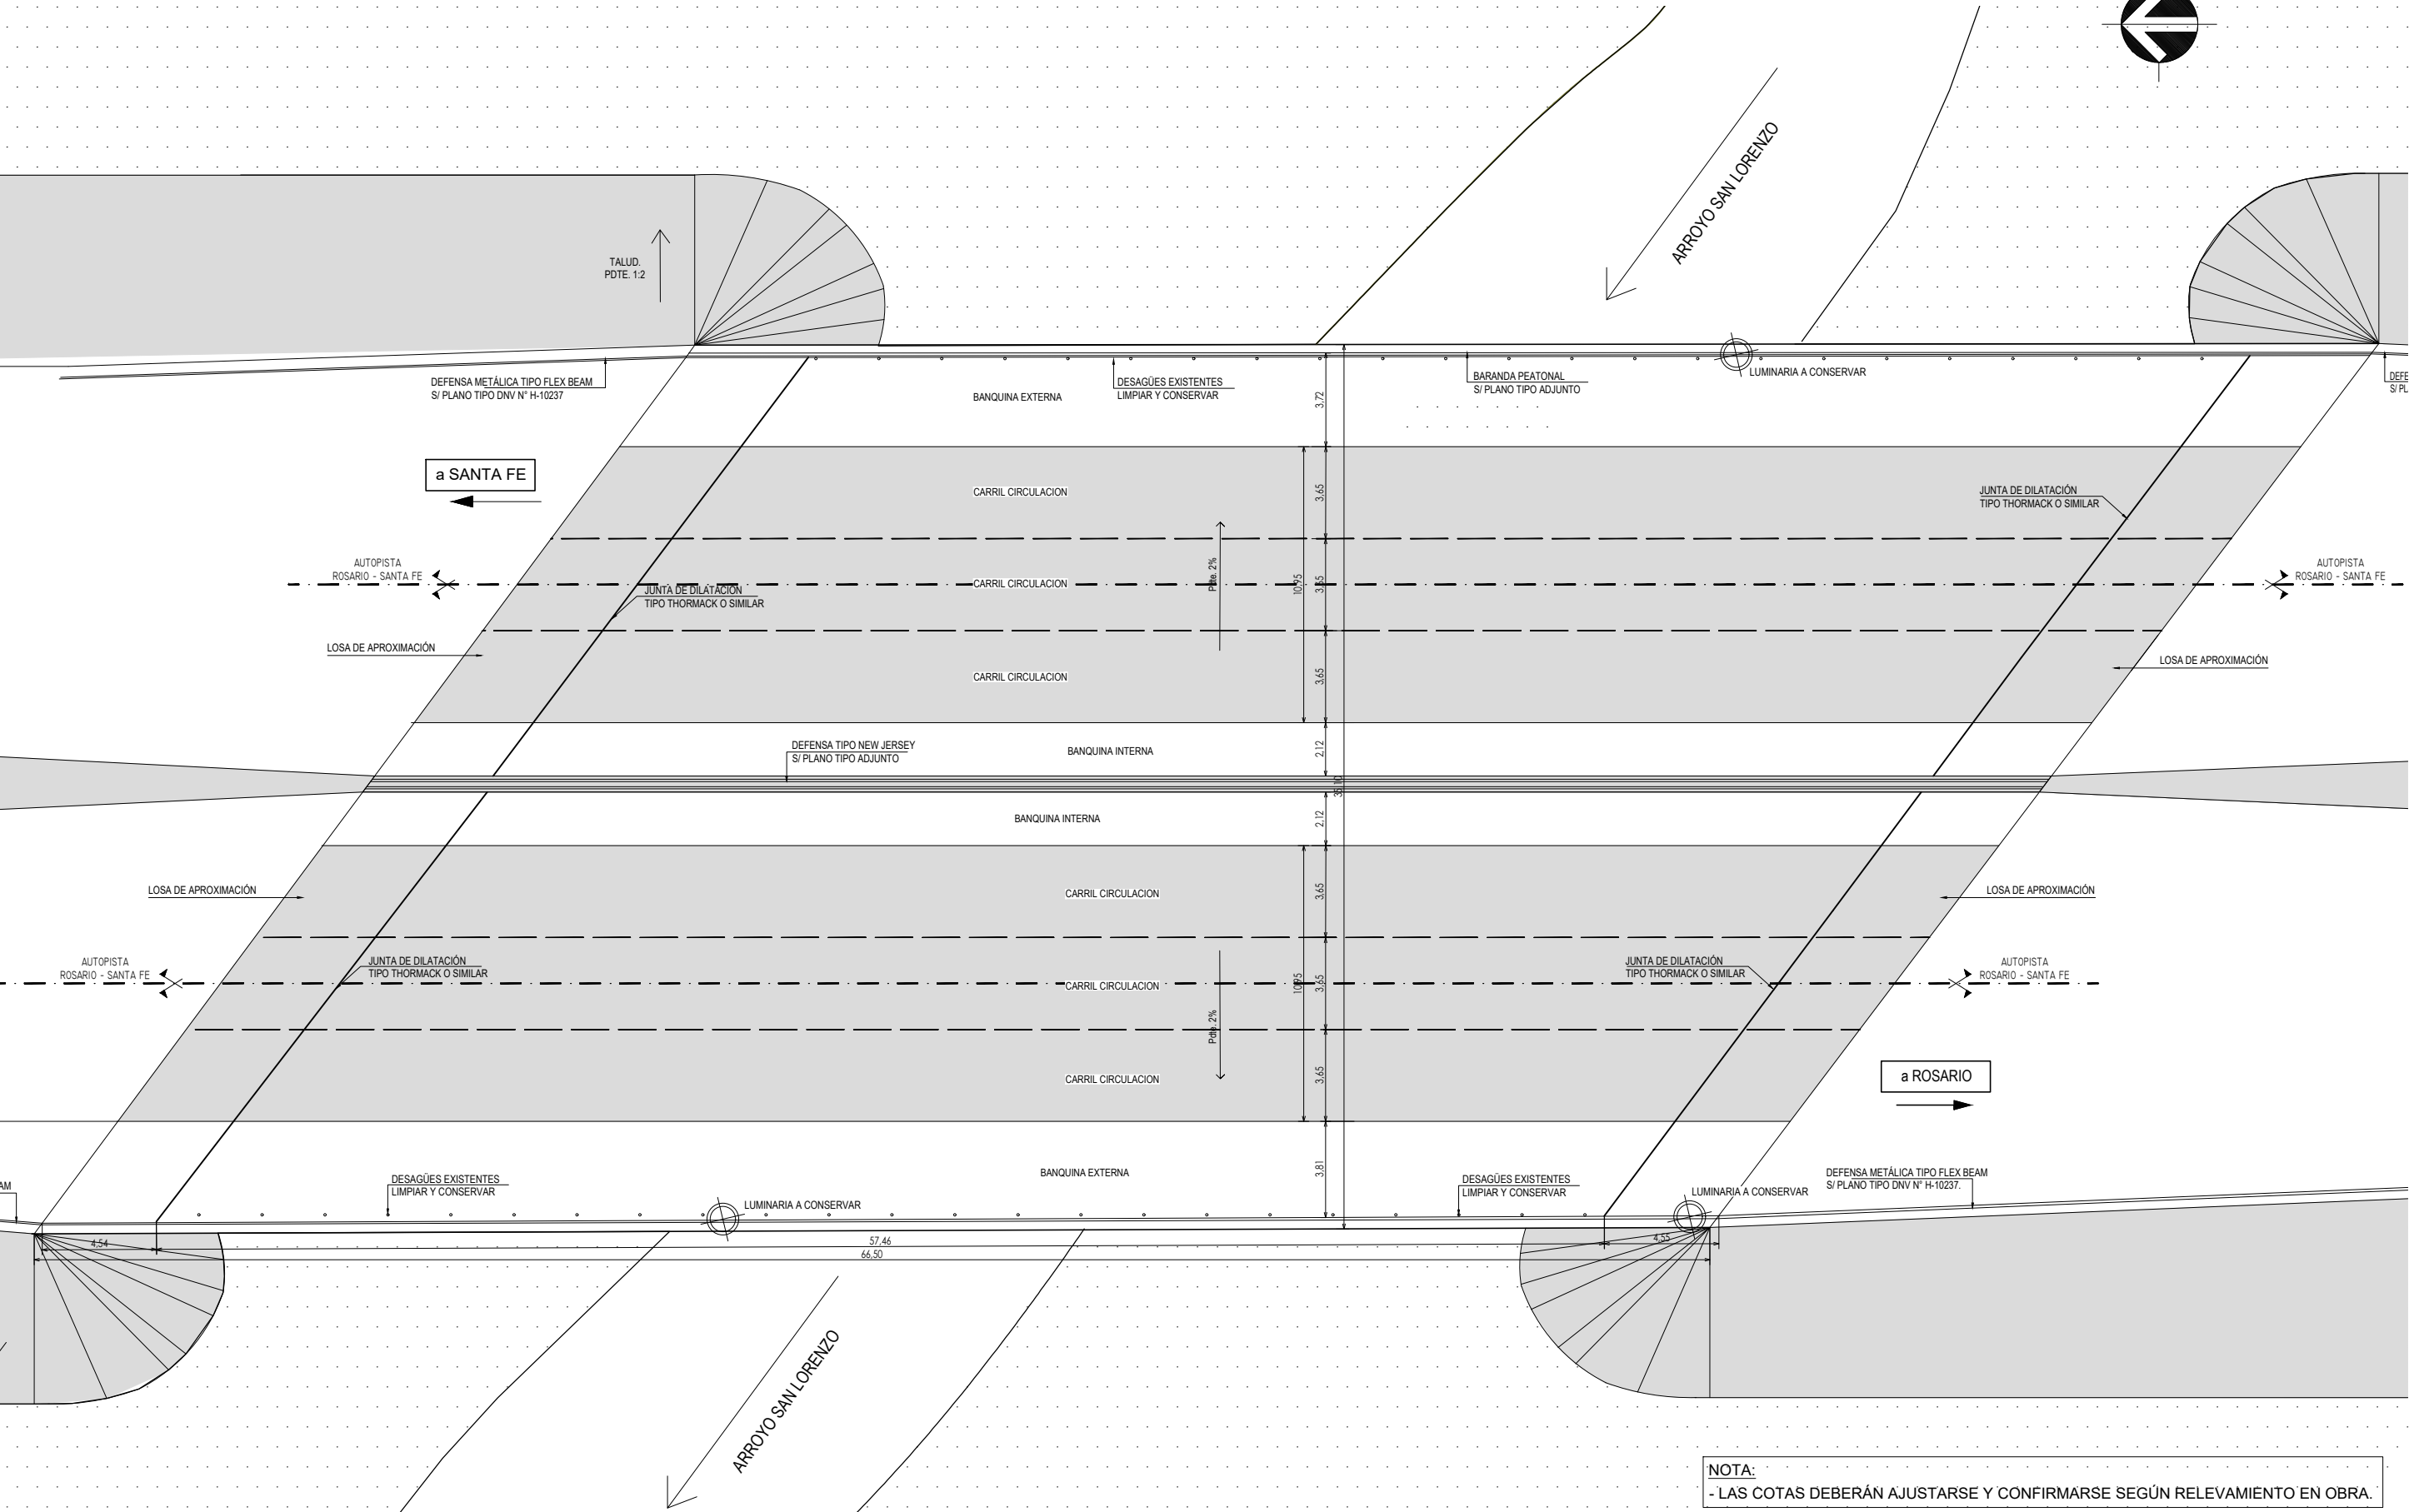 ARROYO SAN LORENZO
TALUD.
PDTE. 1:2
DEFENSA METÁLICA TIPO FLEX BEAM
S/ PLANO TIPO DNV N° H-10237
DESAGÜES EXISTENTES
LIMPIAR Y CONSERVAR
BARANDA PEATONAL
S/ PLANO TIPO ADJUNTO
LUMINARIA A CONSERVAR
DEFE
S/ PL
BANQUINA EXTERNA
3,72
a SANTA FE
CARRIL CIRCULACION
3,65
JUNTA DE DILATACIÓN
TIPO THORMACK O SIMILAR
AUTOPISTA
ROSARIO - SANTA FE
CARRIL CIRCULACION
Pdte. 2%
10,95
3,65
AUTOPISTA
ROSARIO - SANTA FE
JUNTA DE DILATACIÓN
TIPO THORMACK O SIMILAR
LOSA DE APROXIMACIÓN
CARRIL CIRCULACION
3,65
LOSA DE APROXIMACIÓN
DEFENSA TIPO NEW JERSEY
S/ PLANO TIPO ADJUNTO
BANQUINA INTERNA
2,12
35,10
BANQUINA INTERNA
2,12
LOSA DE APROXIMACIÓN
CARRIL CIRCULACION
3,65
LOSA DE APROXIMACIÓN
AUTOPISTA
ROSARIO - SANTA FE
JUNTA DE DILATACIÓN
TIPO THORMACK O SIMILAR
CARRIL CIRCULACION
10,95
3,65
JUNTA DE DILATACIÓN
TIPO THORMACK O SIMILAR
AUTOPISTA
ROSARIO - SANTA FE
Pdte. 2%
CARRIL CIRCULACION
3,65
a ROSARIO
AM
DESAGÜES EXISTENTES
LIMPIAR Y CONSERVAR
LUMINARIA A CONSERVAR
BANQUINA EXTERNA
3,81
DESAGÜES EXISTENTES
LIMPIAR Y CONSERVAR
LUMINARIA A CONSERVAR
DEFENSA METÁLICA TIPO FLEX BEAM
S/ PLANO TIPO DNV N° H-10237.
4,54
57,46
4,55
66,50
ARROYO SAN LORENZO
NOTA:
- LAS COTAS DEBERÁN AJUSTARSE Y CONFIRMARSE SEGÚN RELEVAMIENTO EN OBRA.